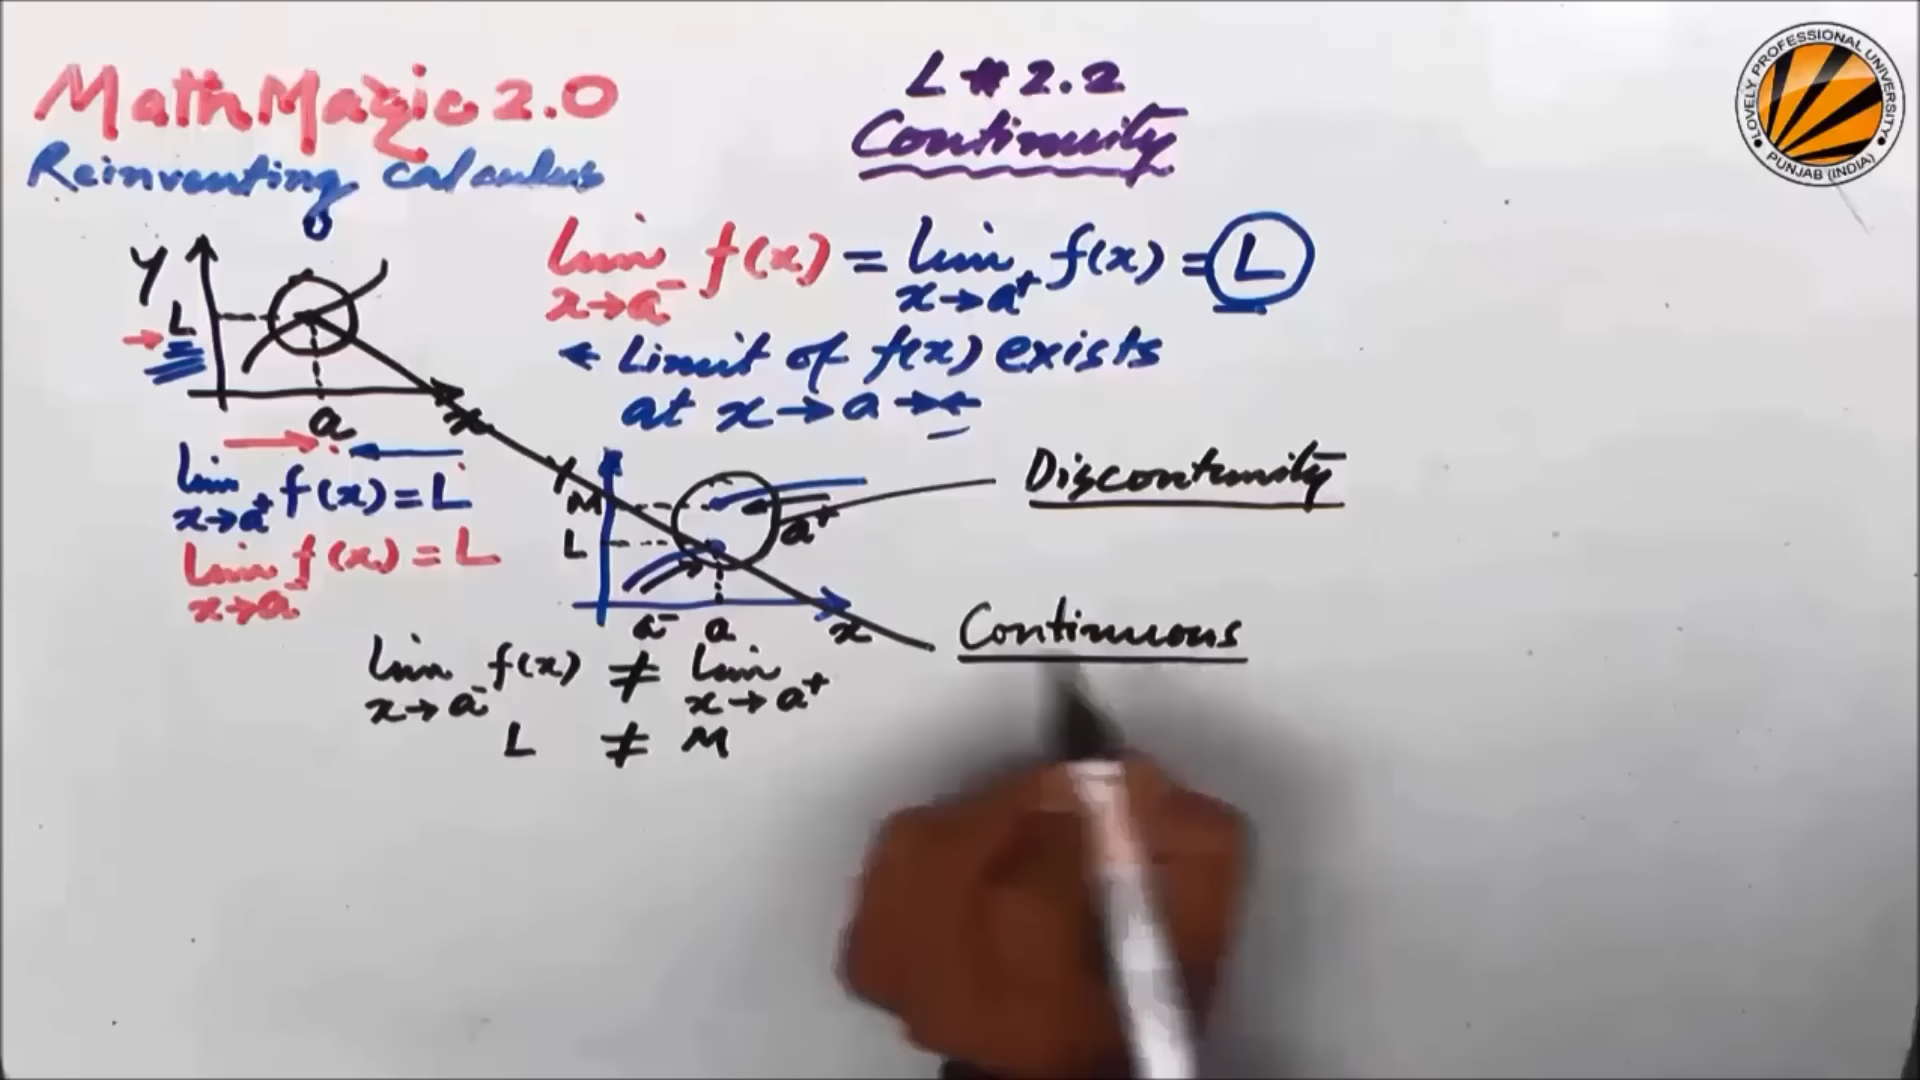 MathMagic 2.0
Reinventing calculus
L # 2.2
Continuity
LOVELY PROFESSIONAL UNIVERSITY
PUNJAB (INDIA)
Y
L
a
x
lim x→a⁻ f(x) = lim x→a⁺ f(x) = L
← Limit of f(x) exists
at x → a →←
lim x→a⁺ f(x) = L
lim x→a⁻ f(x) = L
Y
M
L
a⁺
a⁻ a x
Discontunity
Continuous
lim x→a⁻ f(x) ≠ lim x→a⁺
L ≠ M